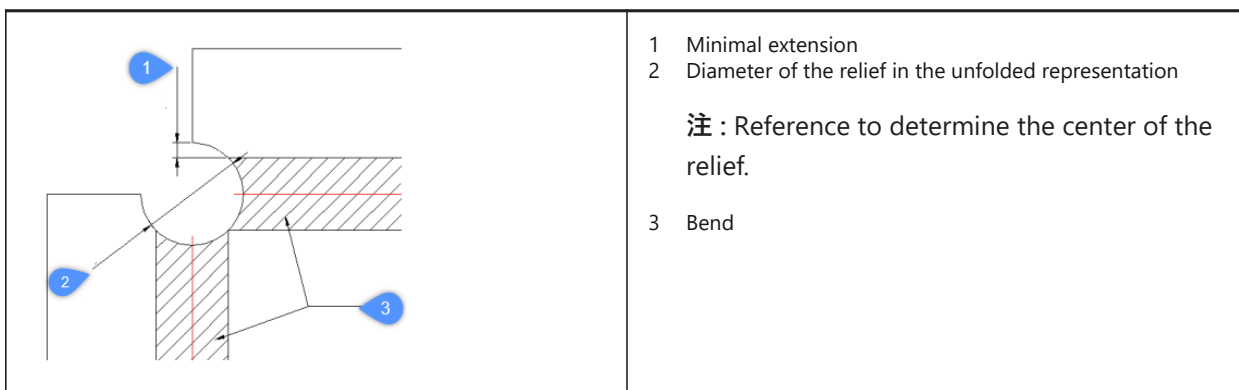 1
2
3
1 Minimal extension
2 Diameter of the relief in the unfolded representation
注 : Reference to determine the center of the
relief.
3 Bend